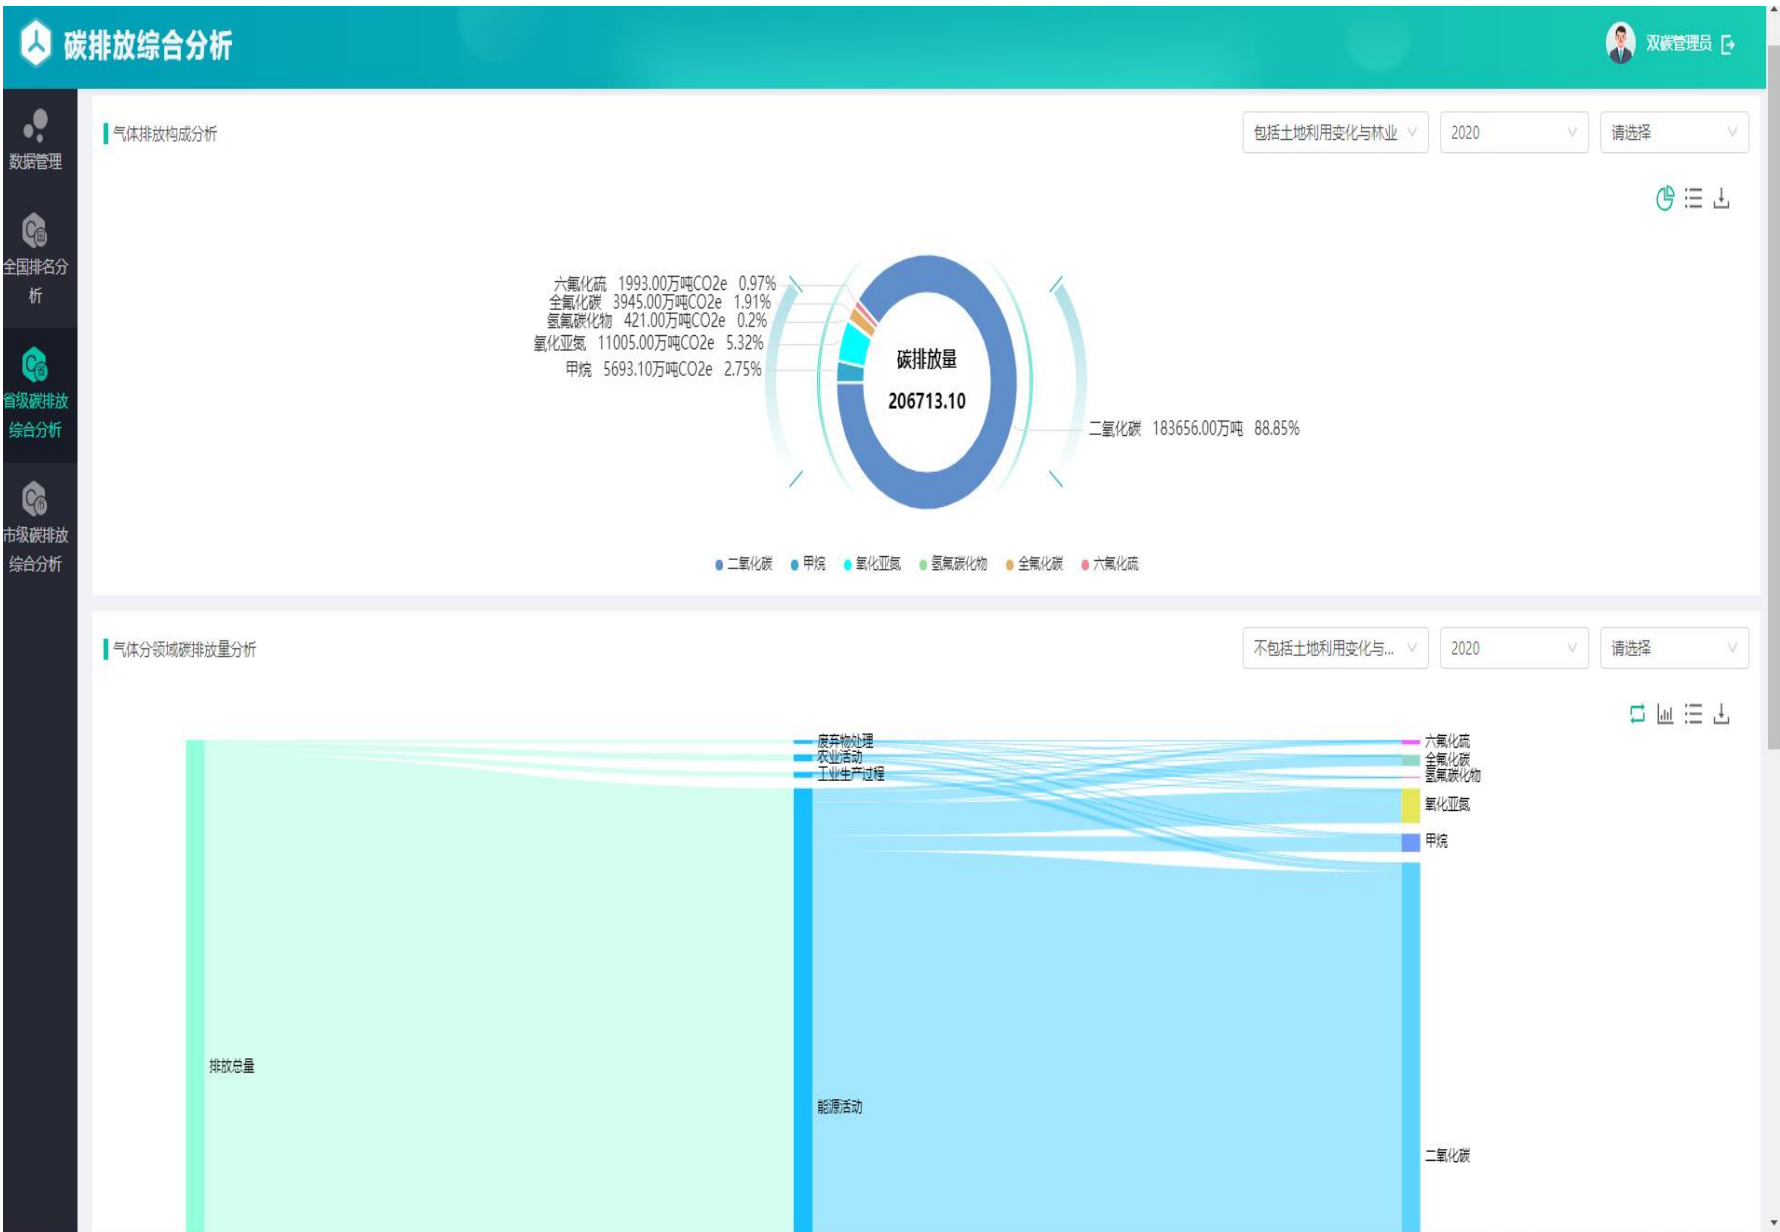 碳排放综合分析
双碳管理员
数据管理
全国排名分
析
省级碳排放
综合分析
市级碳排放
综合分析
气体排放构成分析
包括土地利用变化与林业
2020
请选择
六氟化硫 1993.00万吨CO2e 0.97%
全氟化碳 3945.00万吨CO2e 1.91%
氢氟碳化物 421.00万吨CO2e 0.2%
氧化亚氮 11005.00万吨CO2e 5.32%
甲烷 5693.10万吨CO2e 2.75%
碳排放量
206713.10
二氧化碳 183656.00万吨 88.85%
二氧化碳 甲烷 氧化亚氮 氢氟碳化物 全氟化碳 六氟化硫
气体分领域碳排放量分析
不包括土地利用变化与...
2020
请选择
废弃物处理
农业活动
工业生产过程
六氟化硫
全氟化碳
氢氟碳化物
氧化亚氮
甲烷
排放总量
能源活动
二氧化碳